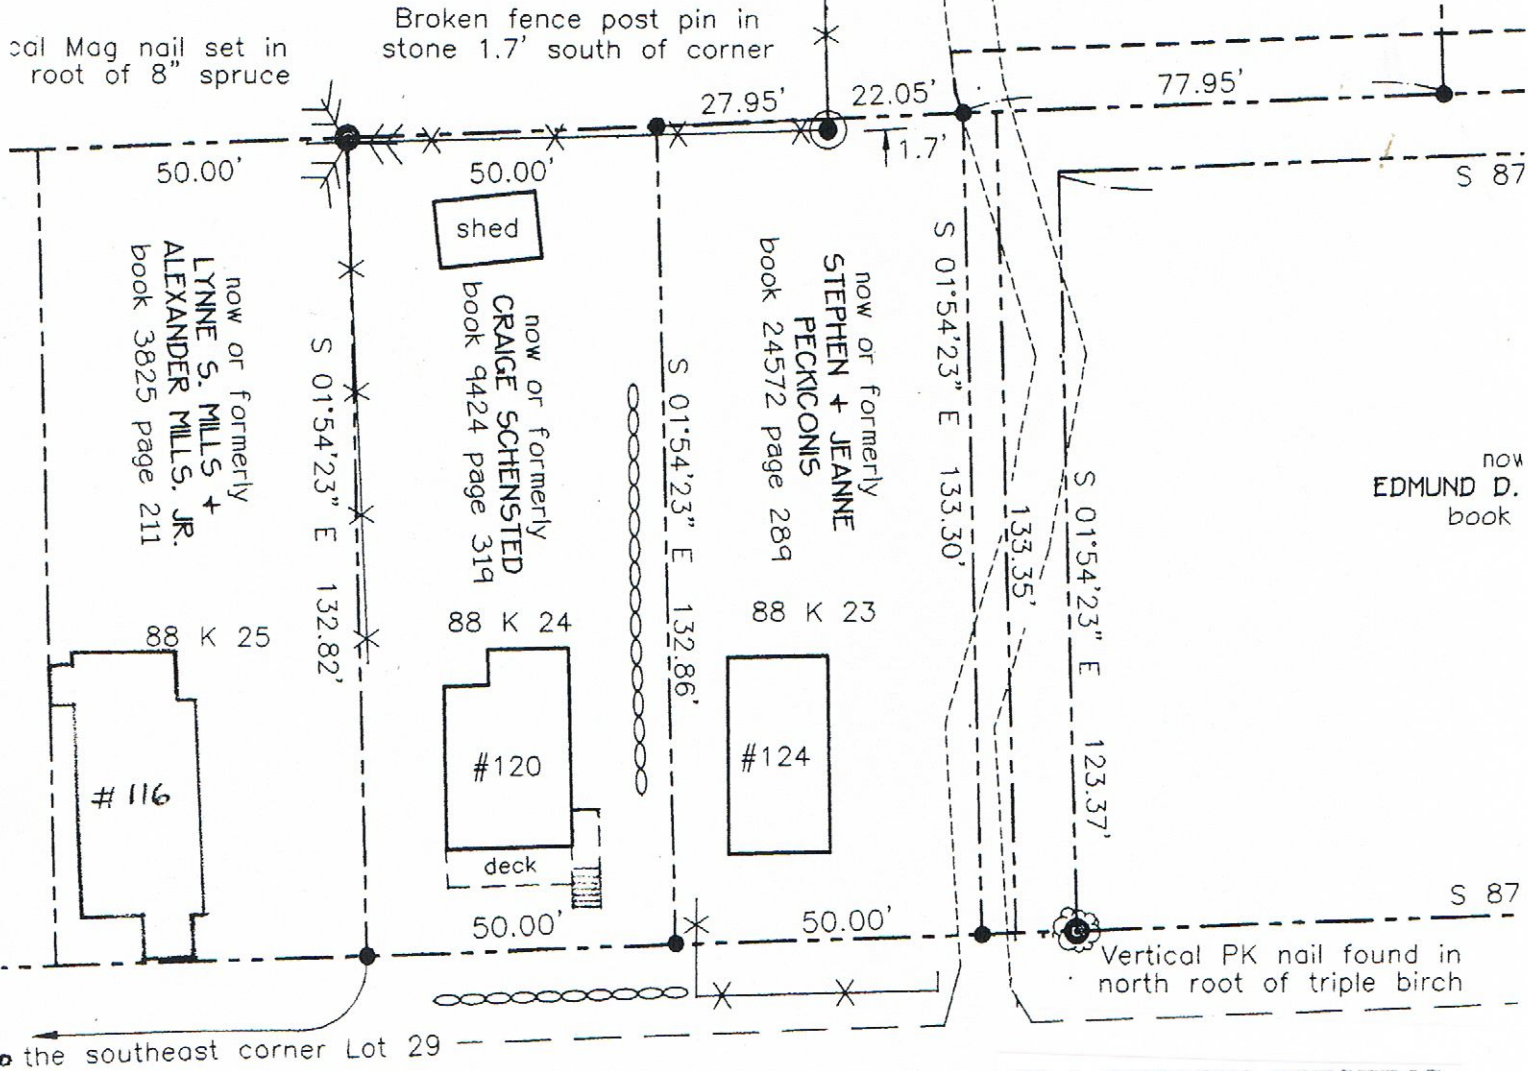 Mag nail set in
root of 8" spruce
Broken fence post pin in
stone 1.7' south of corner
27.95'
22.05'
77.95'
1.7'
50.00'
50.00'
S 87
shed
now or formerly
LYNNE S. MILLS +
ALEXANDER MILLS. JR.
book 3825 page 211
S 01°54'23" E 132.82'
now or formerly
CRAIGE SCHENSTED
book 9424 page 319
S 01°54'23" E 132.86'
now or formerly
STEPHEN + JEANNE
PECKICONIS
book 24572 page 289
S 01°54'23" E 133.30'
133.35'
S 01°54'23" E 123.37'
now
EDMUND D.
book
88 K 25
88 K 24
88 K 23
# 116
#120
#124
deck
50.00'
50.00'
S 87
Vertical PK nail found in
north root of triple birch
the southeast corner Lot 29